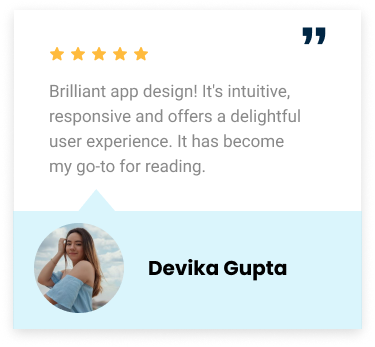 ”
Brilliant app design! It's intuitive,
responsive and offers a delightful
user experience. It has become
my go-to for reading.
Devika Gupta